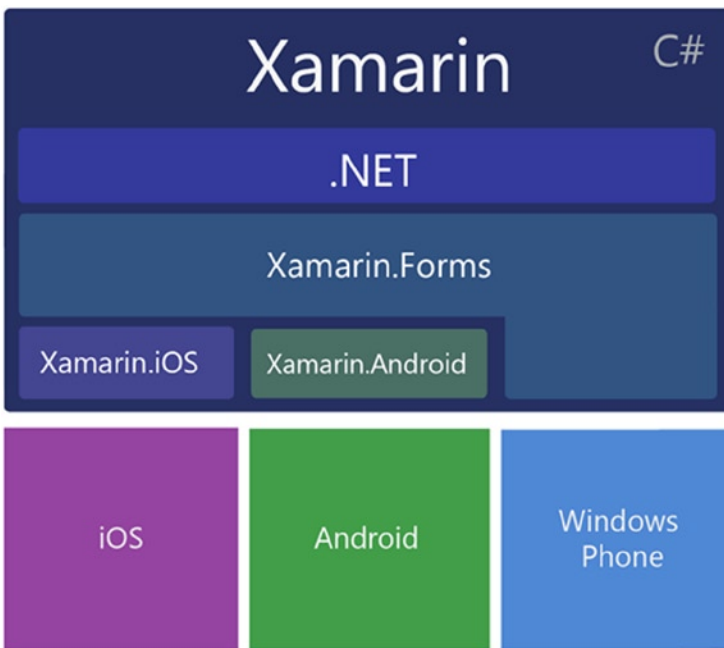 Xamarin
C#
.NET
Xamarin.Forms
Xamarin.iOS
Xamarin.Android
iOS
Android
Windows
Phone